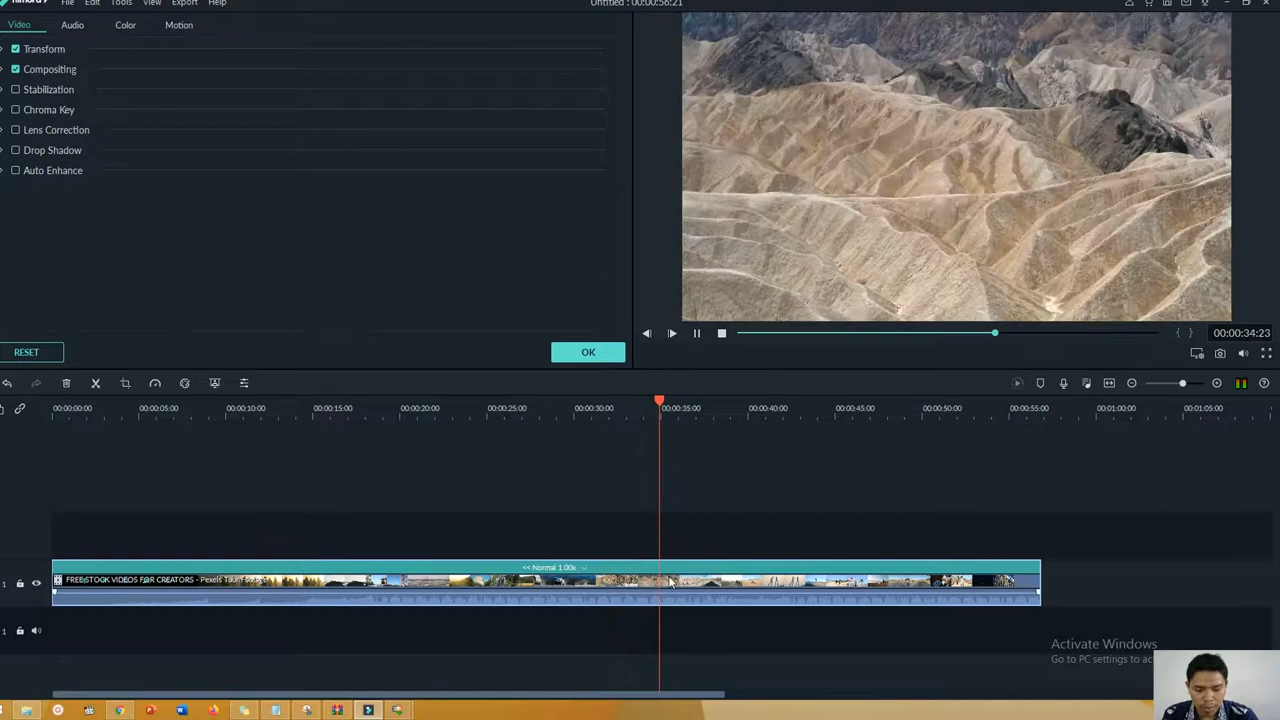 File Edit Tools View Export Help
Untitled : 00:00:56:21
Video Audio Color Motion
Transform
Compositing
Stabilization
Chroma Key
Lens Correction
Drop Shadow
Auto Enhance
RESET
OK
00:00:34:23
00:00:00:00 00:00:05:00 00:00:10:00 00:00:15:00 00:00:20:00 00:00:25:00 00:00:30:00 00:00:35:00 00:00:40:00 00:00:45:00 00:00:50:00 00:00:55:00 00:01:00:00 00:01:05:00
<< Normal 1.00x
FREE STOCK VIDEOS FOR CREATORS - Pexels
1
1
Activate Windows
Go to PC settings to